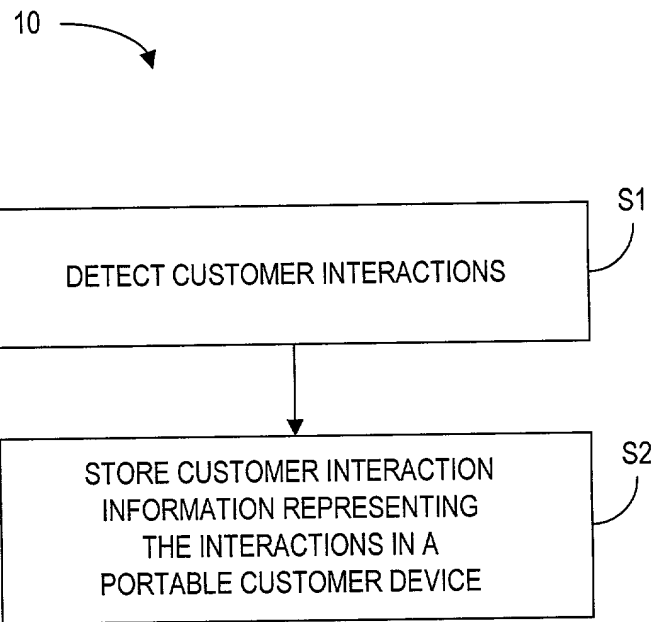 10
S1
DETECT CUSTOMER INTERACTIONS
S2
STORE CUSTOMER INTERACTION
INFORMATION REPRESENTING
THE INTERACTIONS IN A
PORTABLE CUSTOMER DEVICE